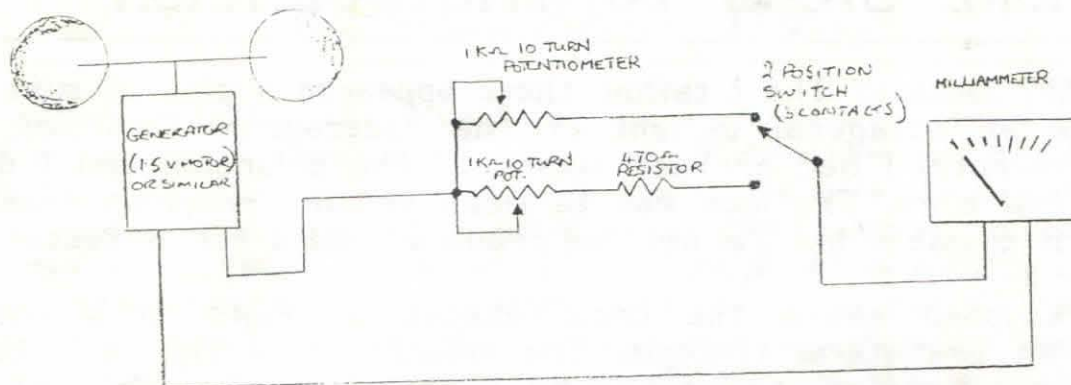 1KΩ 10 TURN
POTENTIOMETER
2 POSITION
SWITCH
(3 CONTACTS)
MILLIAMMETER
GENERATOR
(1·5 V MOTOR)
OR SIMILAR
1KΩ 10 TURN
POT.
470Ω
RESISTOR